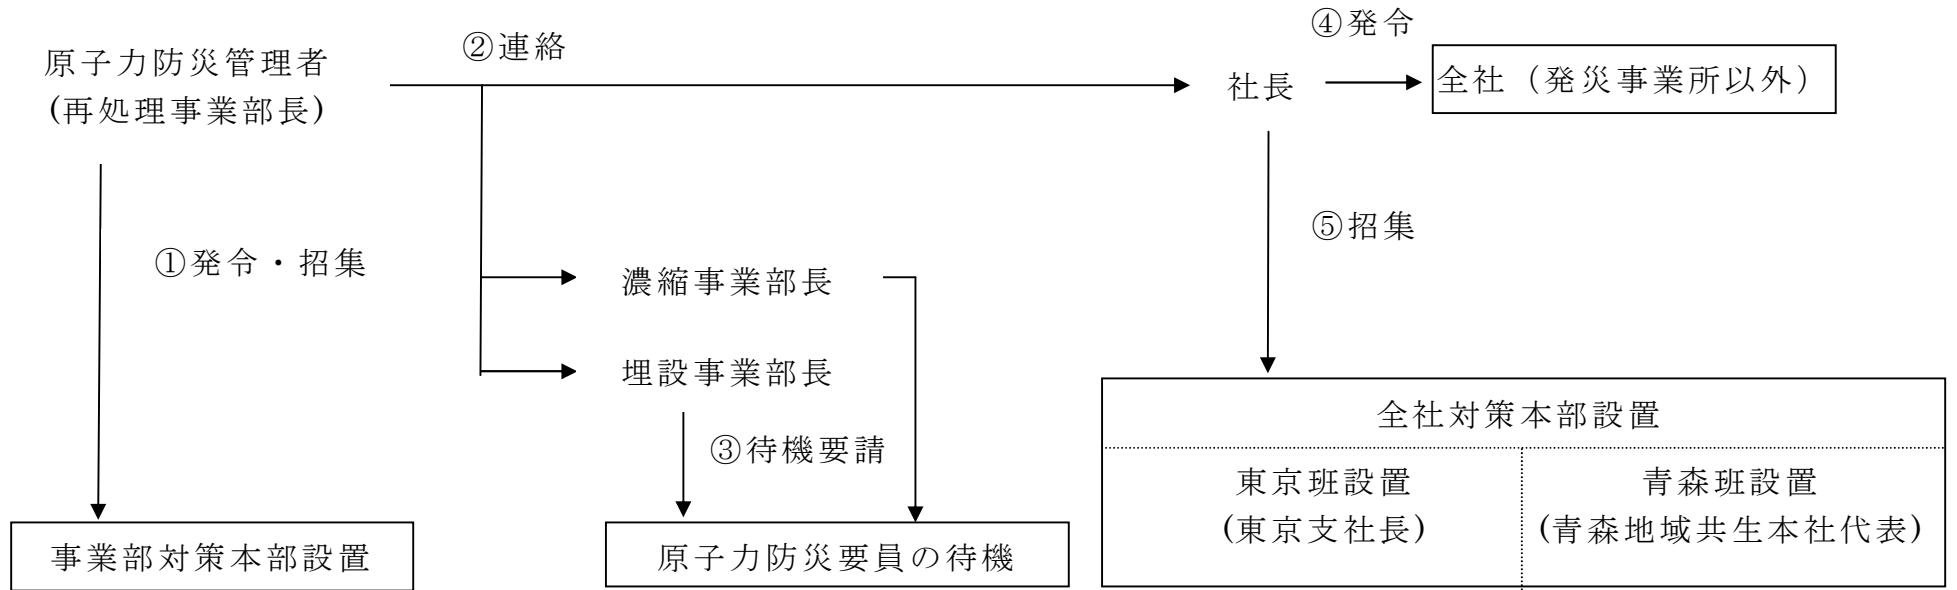 ④発令
②連絡
原子力防災管理者
(再処理事業部長)
社長
全社（発災事業所以外）
⑤招集
①発令・招集
濃縮事業部長
埋設事業部長
③待機要請
全社対策本部設置
東京班設置
(東京支社長)
青森班設置
(青森地域共生本社代表)
事業部対策本部設置
原子力防災要員の待機